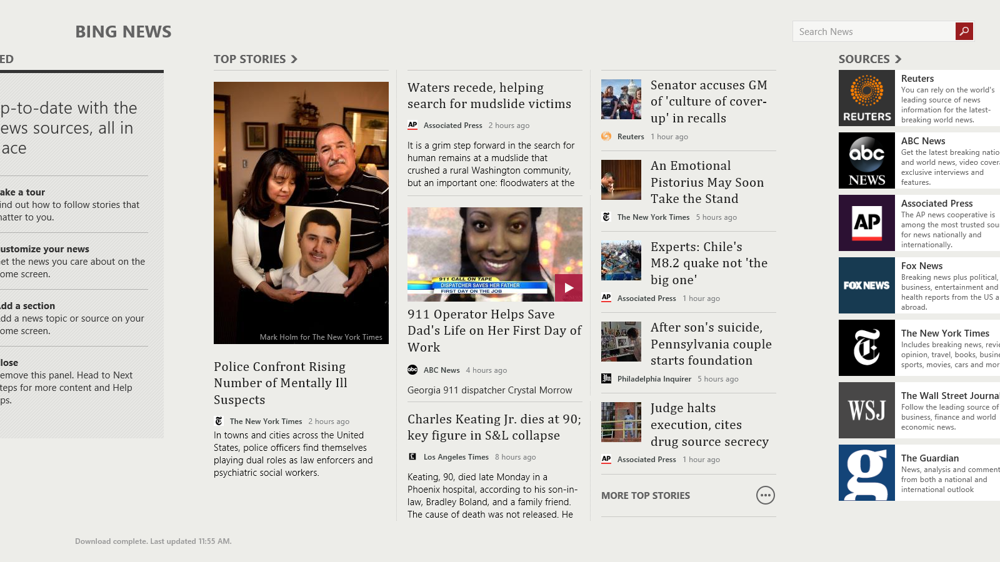 BING NEWS
Search News
ED
p-to-date with the
ews sources, all in
ace
ake a tour
ind out how to follow stories that
matter to you.
ustomize your news
et the news you care about on the
ome screen.
dd a section
dd a news topic or source on your
ome screen.
lose
emove this panel. Head to Next
teps for more content and Help
ps.
TOP STORIES
Mark Holm for The New York Times
Police Confront Rising
Number of Mentally Ill
Suspects
The New York Times 2 hours ago
In towns and cities across the United
States, police officers find themselves
playing dual roles as law enforcers and
psychiatric social workers.
Waters recede, helping
search for mudslide victims
AP Associated Press 2 hours ago
It is a grim step forward in the search for
human remains at a mudslide that
crushed a rural Washington community,
but an important one: floodwaters at the
911 CALL ON TAPE
DISPATCHER SAVES HER FATHER
FIRST DAY ON THE JOB
911 Operator Helps Save
Dad's Life on Her First Day of
Work
abc ABC News 4 hours ago
Georgia 911 dispatcher Crystal Morrow
Charles Keating Jr. dies at 90;
key figure in S&L collapse
Los Angeles Times 8 hours ago
Keating, 90, died late Monday in a
Phoenix hospital, according to his son-in-
law, Bradley Boland, and a family friend.
The cause of death was not released. He
Senator accuses GM
of 'culture of cover-
up' in recalls
Reuters 1 hour ago
An Emotional
Pistorius May Soon
Take the Stand
The New York Times 5 hours ago
Experts: Chile's
M8.2 quake not 'the
big one'
AP Associated Press 1 hour ago
After son's suicide,
Pennsylvania couple
starts foundation
In Philadelphia Inquirer 5 hours ago
Judge halts
execution, cites
drug source secrecy
AP Associated Press 1 hour ago
MORE TOP STORIES
SOURCES
REUTERS
Reuters
You can rely on the world's
leading source of news
information for the latest-
breaking world news.
abc
NEWS
ABC News
Get the latest breaking natio
and world news, video cover
exclusive interviews and
features.
AP
Associated Press
The AP news cooperative is
among the most trusted sou
for news nationally and
internationally.
FOX NEWS
Fox News
Breaking news plus political,
business, entertainment and
health reports from the US a
abroad.
The New York Times
Includes breaking news, revie
opinion, travel, books, busine
sports, movies, cars and mor
WSJ
The Wall Street Journal
Follow the leading source of
business, finance and world
economic news.
g
The Guardian
News, analysis and comment
from both a national and
international outlook
Download complete. Last updated 11:55 AM.